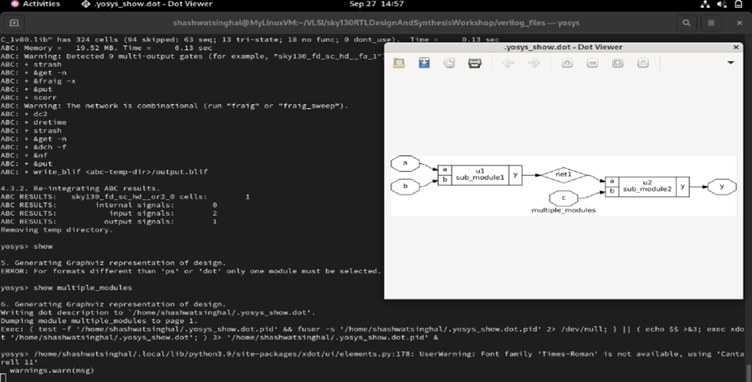 Activities
.yosys_show.dot
Sep 27 14:57
shashwatsinghal@MyLinuxVM:~/VLSI/sky130RTLDesignAndSynthesisWorkshop/verilog_files — yosys
C_1v80.lib" has 324 cells (94 skipped: 63 seq; 13 tri-state; 18 no func; 0 dont_use). Time = 0.13 sec
ABC: Memory = 19.52 MB. Time = 0.13 sec
ABC: Warning: Detected 9 multi-output gates (for example, "sky130_fd_sc_hd__fa_1")
ABC: + strash
ABC: + &get -n
ABC: + &fraig -x
ABC: + &put
ABC: + scorr
ABC: Warning: The network is combinational (run "fraig" or "fraig_sweep").
ABC: + dc2
ABC: + dretime
ABC: + strash
ABC: + &get -n
ABC: + &dch -f
ABC: + &nf
ABC: + &put
ABC: + write_blif <abc-temp-dir>/output.blif
4.3.2. Re-integrating ABC results.
ABC RESULTS: sky130_fd_sc_hd__or2_0 cells: 1
ABC RESULTS: internal signals: 0
ABC RESULTS: input signals: 2
ABC RESULTS: output signals: 1
Removing temp directory.
yosys> show
5. Generating Graphviz representation of design.
ERROR: For formats different than 'ps' or 'dot' only one module must be selected.
yosys> show multiple_modules
6. Generating Graphviz representation of design.
Writing dot description to `/home/shashwatsinghal/.yosys_show.dot'.
Dumping module multiple_modules to page 1.
Exec: { test -f '/home/shashwatsinghal/.yosys_show.dot.pid' && fuser -s '/home/shashwatsinghal/.yosys_show.dot.pid' 2> /dev/null; } || ( echo $$ >&3; exec xdo
t '/home/shashwatsinghal/.yosys_show.dot'; ) 3> '/home/shashwatsinghal/.yosys_show.dot.pid' &
yosys> /home/shashwatsinghal/.local/lib/python3.9/site-packages/xdot/ui/elements.py:178: UserWarning: Font family 'Times-Roman' is not available, using 'Canta
rell 11'
warnings.warn(msg)
.yosys_show.dot - Dot Viewer
a
b
a
b
u1
sub_module1
y
net1
c
a
b
u2
sub_module2
y
y
multiple_modules